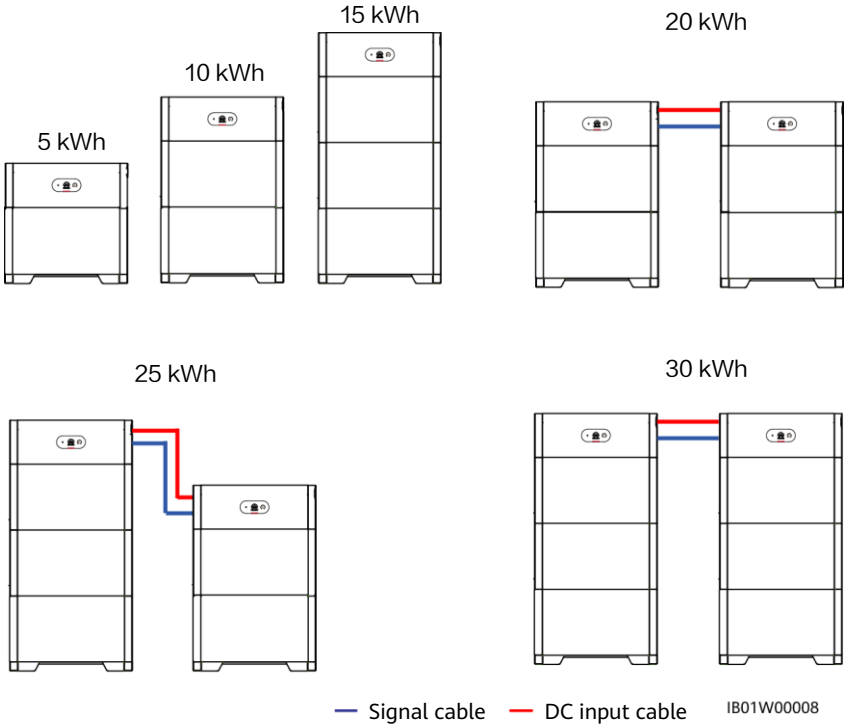 15 kWh
20 kWh
10 kWh
5 kWh
25 kWh
30 kWh
Signal cable
DC input cable
IB01W00008